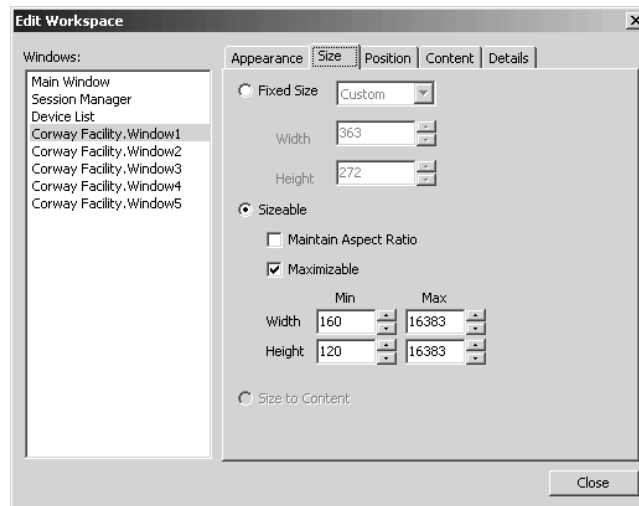 Edit Workspace
Windows:
Main Window
Session Manager
Device List
Corway Facility.Window1
Corway Facility.Window2
Corway Facility.Window3
Corway Facility.Window4
Corway Facility.Window5
Appearance Size Position Content Details
Fixed Size Custom
Width 363
Height 272
Sizeable
Maintain Aspect Ratio
Maximizable
Min Max
Width 160 16383
Height 120 16383
Size to Content
Close